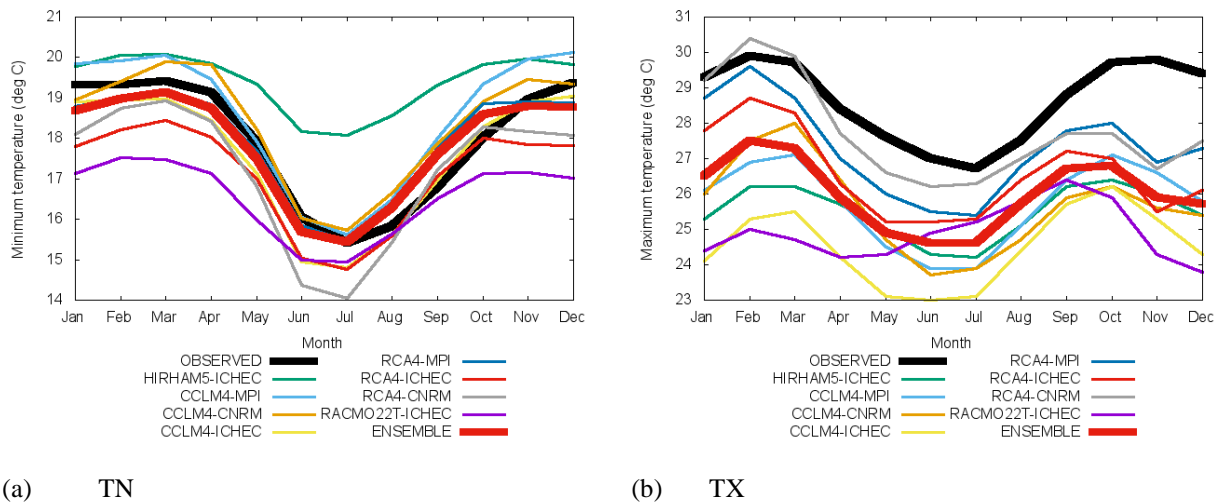 21
20
19
18
17
16
15
14
Minimum temperature (deg C)
Jan Feb Mar Apr May Jun Jul Aug Sep Oct Nov Dec
Month
OBSERVED
HIRHAM5-ICHEC
CCLM4-MPI
CCLM4-CNRM
CCLM4-ICHEC
RCA4-MPI
RCA4-ICHEC
RCA4-CNRM
RACMO22T-ICHEC
ENSEMBLE
(a) TN
31
30
29
28
27
26
25
24
23
Maximum temperature (deg C)
Jan Feb Mar Apr May Jun Jul Aug Sep Oct Nov Dec
Month
OBSERVED
HIRHAM5-ICHEC
CCLM4-MPI
CCLM4-CNRM
CCLM4-ICHEC
RCA4-MPI
RCA4-ICHEC
RCA4-CNRM
RACMO22T-ICHEC
ENSEMBLE
(b) TX